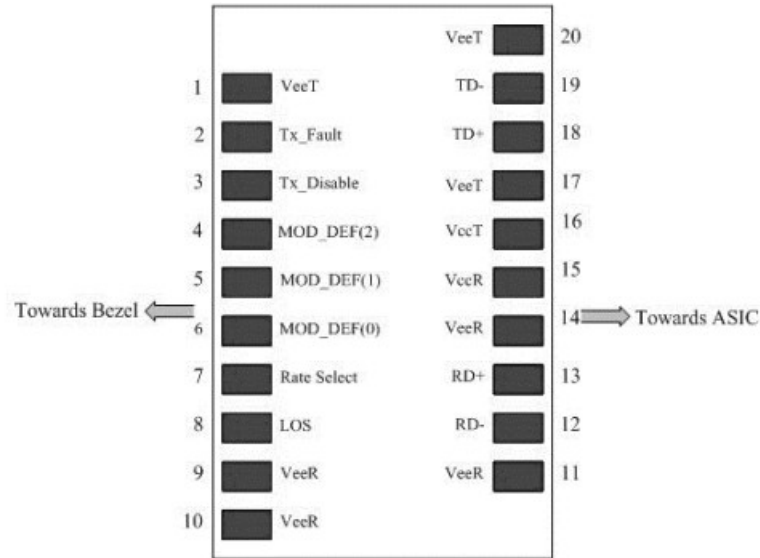 VeeT 20
1 VeeT TD- 19
2 Tx_Fault TD+ 18
3 Tx_Disable VeeT 17
4 MOD_DEF(2) VccT 16
5 MOD_DEF(1) VccR 15
Towards Bezel 6 MOD_DEF(0) VeeR 14 Towards ASIC
7 Rate Select RD+ 13
8 LOS RD- 12
9 VeeR VeeR 11
10 VeeR